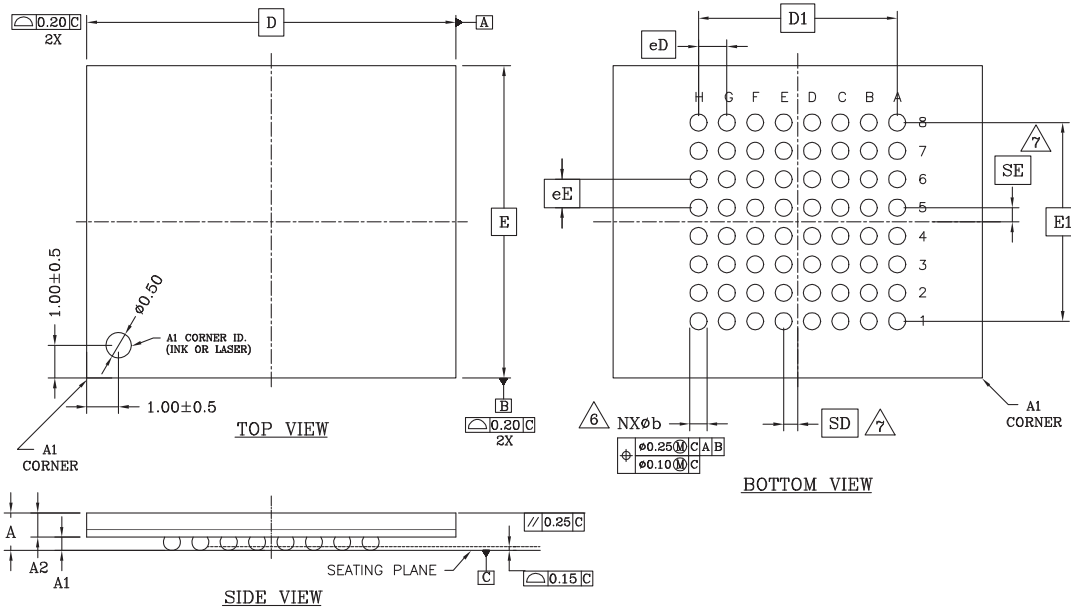 ⌓ 0.20 C
2X
D
A
E
1.00±0.5
ø0.50
A1 CORNER ID.
(INK OR LASER)
1.00±0.5
A1
CORNER
TOP VIEW
B
⌓ 0.20 C
2X
D1
eD
H G F E D C B A
8
7
6
5
4
3
2
1
eE
7
SE
E1
6 NXøb
⌖ ø0.25Ⓜ C A B
ø0.10Ⓜ C
SD 7
A1
CORNER
BOTTOM VIEW
A
A2
A1
// 0.25 C
SEATING PLANE
C
⌓ 0.15 C
SIDE VIEW